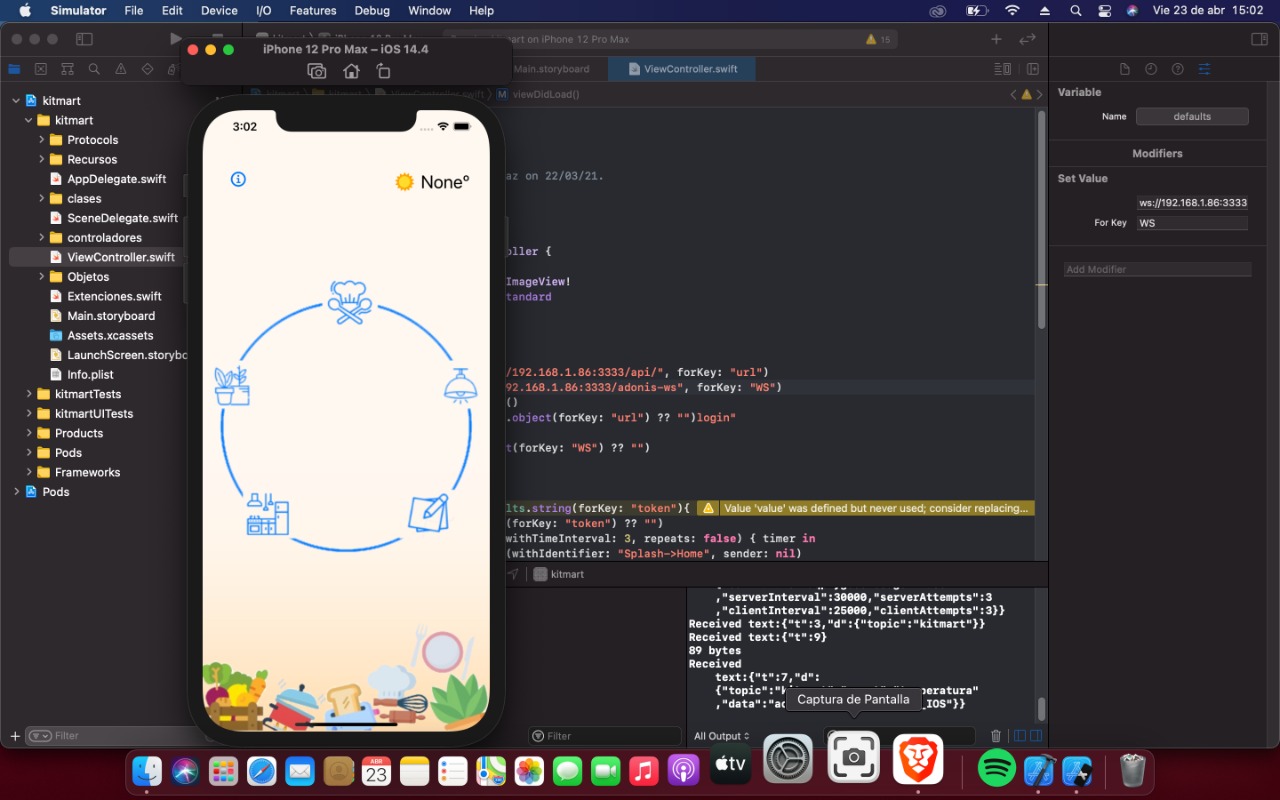 Simulator File Edit Device I/O Features Debug Window Help Vie 23 de abr 15:02
iPhone 12 Pro Max – iOS 14.4
on iPhone 12 Pro Max
15
Main.storyboard
ViewController.swift
viewDidLoad()
kitmart
kitmart
Protocols
Recursos
AppDelegate.swift
clases
SceneDelegate.swift
controladores
ViewController.swift
Objetos
Extenciones.swift
Main.storyboard
Assets.xcassets
LaunchScreen.storybo
Info.plist
kitmartTests
kitmartUITests
Products
Pods
Frameworks
Pods
Filter
3:02
None°
az on 22/03/21.
oller {
ImageView!
tandard
/192.168.1.86:3333/api/", forKey: "url")
92.168.1.86:3333/adonis-ws", forKey: "WS")
()
.object(forKey: "url") ?? "")login"
t(forKey: "WS") ?? "")
lts.string(forKey: "token"){
Value 'value' was defined but never used; consider replacing...
(forKey: "token") ?? "")
withTimeInterval: 3, repeats: false) { timer in
(withIdentifier: "Splash->Home", sender: nil)
kitmart
,"serverInterval":30000,"serverAttempts":3
,"clientInterval":25000,"clientAttempts":3}}
Received text:{"t":3,"d":{"topic":"kitmart"}}
Received text:{"t":9}
89 bytes
Received
text:{"t":7,"d":
{"topic":"
,"data":
_IOS"}}
Captura de Pantalla
Filter
All Output
Variable
Name defaults
Modifiers
Set Value
ws://192.168.1.86:3333
For Key WS
Add Modifier
ABR
23
tv